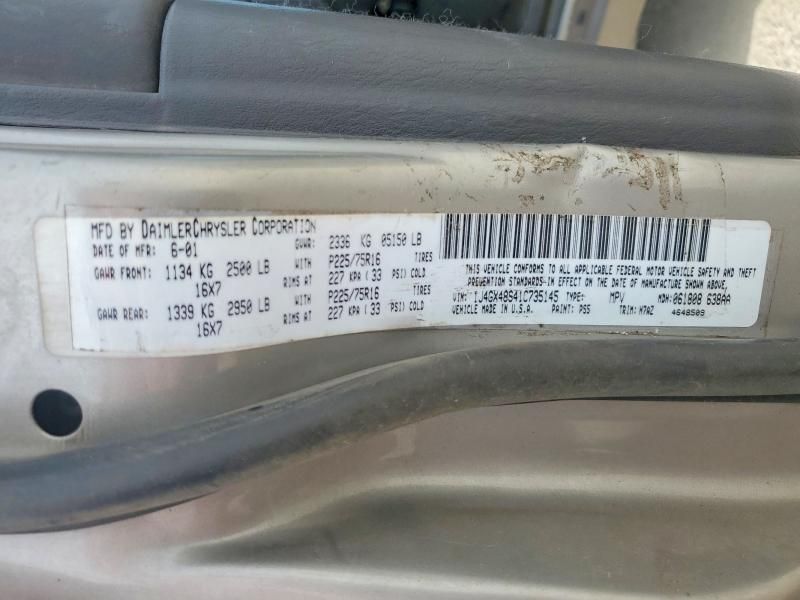 MFD BY DAIMLERCHRYSLER CORPORATION
DATE OF MFR: 6-01 GVWR: 2336 KG 05150 LB
GAWR FRONT: 1134 KG 2500 LB WITH P225/75R16 TIRES
16X7 RIMS AT 227 KPA (33 PSI) COLD
GAWR REAR: 1339 KG 2950 LB WITH P225/75R16 TIRES
16X7 RIMS AT 227 KPA (33 PSI) COLD
THIS VEHICLE CONFORMS TO ALL APPLICABLE FEDERAL MOTOR VEHICLE SAFETY AND THEFT
PREVENTION STANDARDS-IN EFFECT ON THE DATE OF MANUFACTURE SHOWN ABOVE.
VIN: 1J4GX48S41C735145 TYPE: MPV MDH: 061808 638AA
VEHICLE MADE IN U.S.A. PAINT: PS5 TRIM: H7AZ 4648509